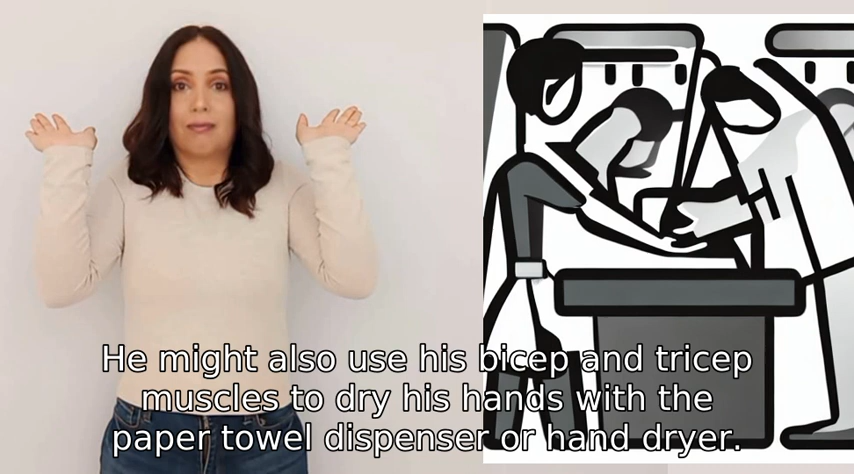 He might also use his bicep and tricep
muscles to dry his hands with the
paper towel dispenser or hand dryer.